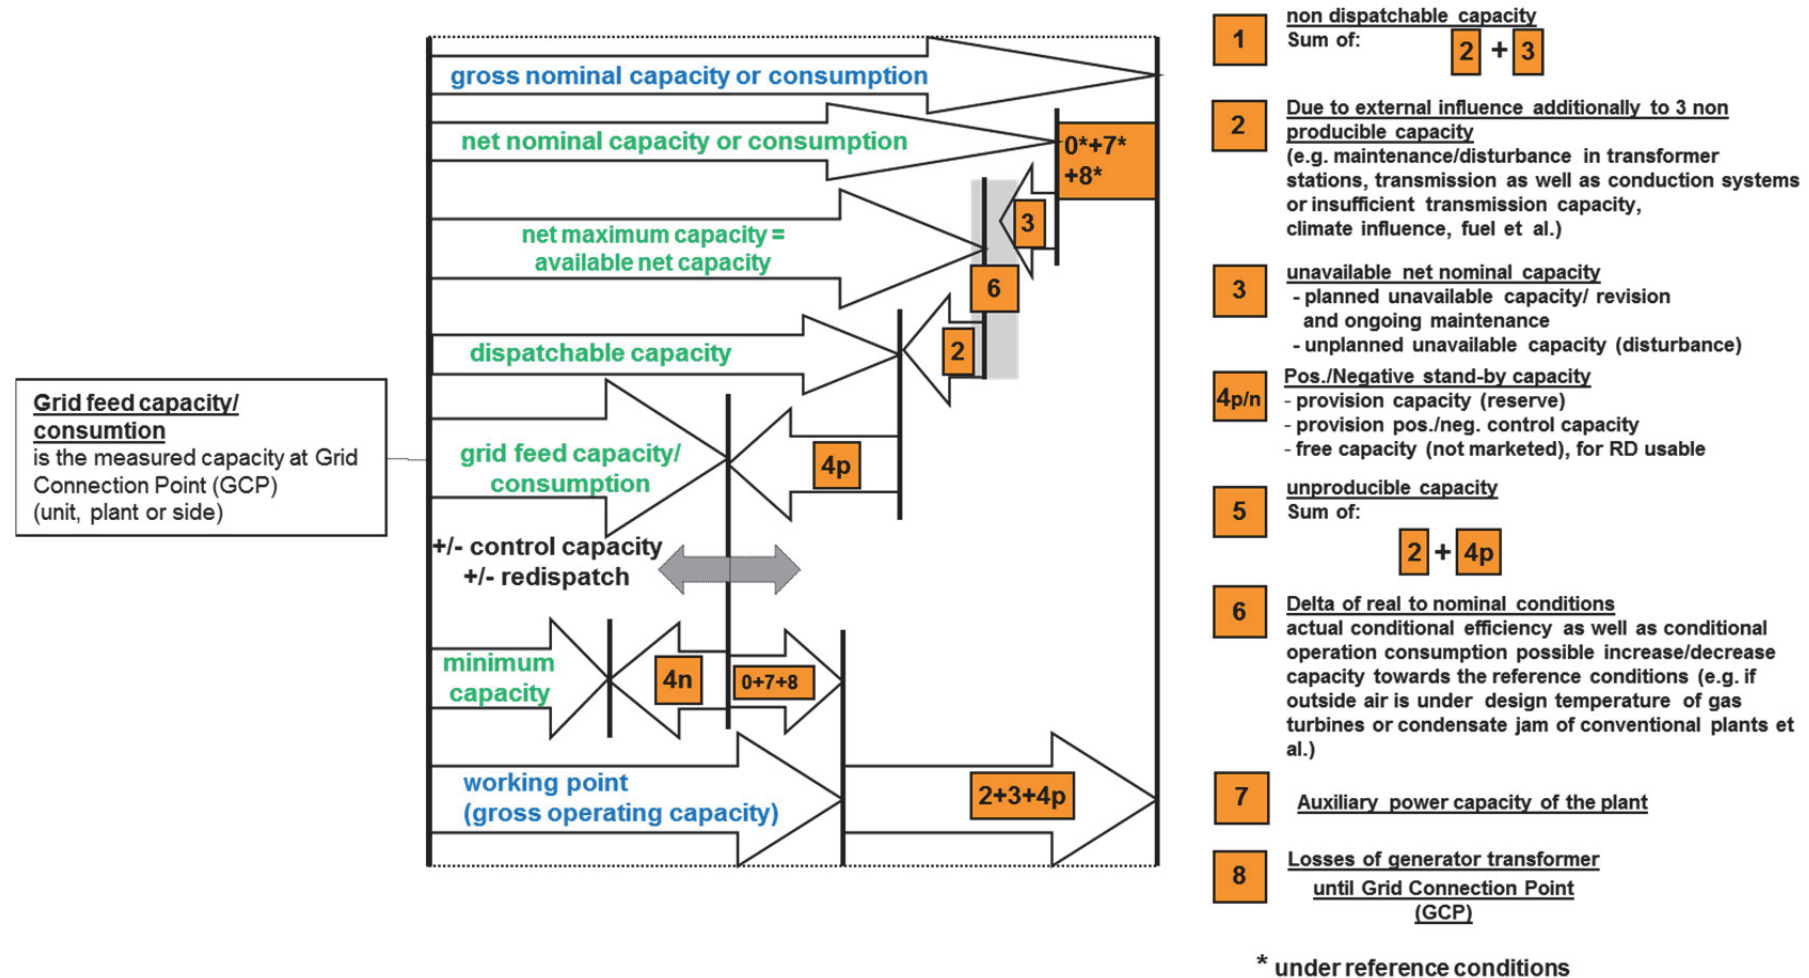 gross nominal capacity or consumption
net nominal capacity or consumption
0*+7*
+8*
3
net maximum capacity =
available net capacity
6
dispatchable capacity
2
Grid feed capacity/
consumtion
is the measured capacity at Grid
Connection Point (GCP)
(unit, plant or side)
grid feed capacity/
consumption
4p
+/- control capacity
+/- redispatch
minimum
capacity
4n
0+7+8
working point
(gross operating capacity)
2+3+4p
1
non dispatchable capacity
Sum of:
2 + 3
2
Due to external influence additionally to 3 non
producible capacity
(e.g. maintenance/disturbance in transformer
stations, transmission as well as conduction systems
or insufficient transmission capacity,
climate influence, fuel et al.)
3
unavailable net nominal capacity
- planned unavailable capacity/ revision
and ongoing maintenance
- unplanned unavailable capacity (disturbance)
4p/n
Pos./Negative stand-by capacity
- provision capacity (reserve)
- provision pos./neg. control capacity
- free capacity (not marketed), for RD usable
5
unproducible capacity
Sum of:
2 + 4p
6
Delta of real to nominal conditions
actual conditional efficiency as well as conditional
operation consumption possible increase/decrease
capacity towards the reference conditions (e.g. if
outside air is under design temperature of gas
turbines or condensate jam of conventional plants et
al.)
7
Auxiliary power capacity of the plant
8
Losses of generator transformer
until Grid Connection Point
(GCP)
* under reference conditions